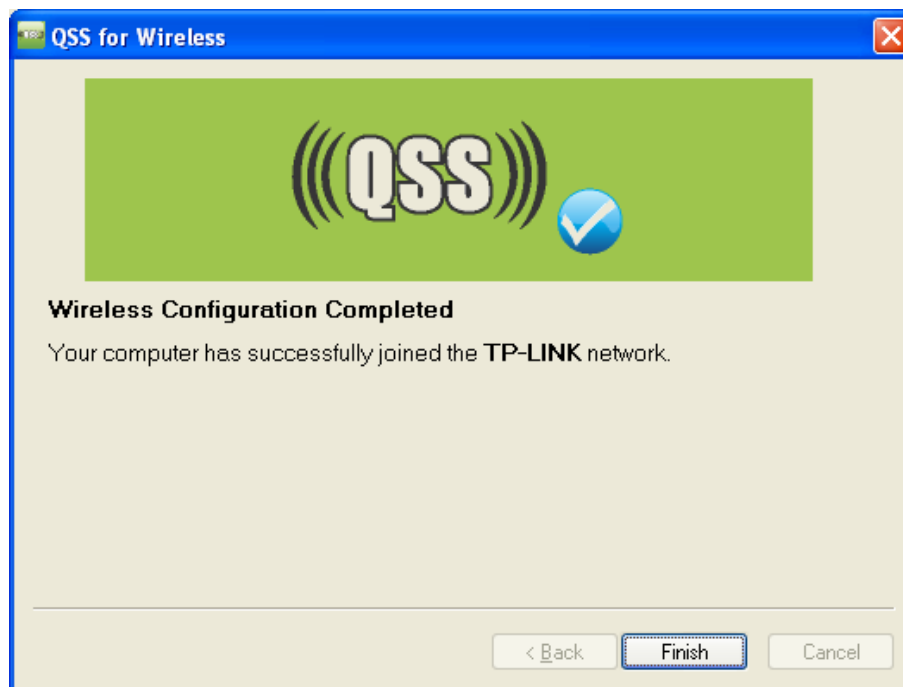 QSS for Wireless
QSS
Wireless Configuration Completed
Your computer has successfully joined the TP-LINK network.
< Back
Finish
Cancel